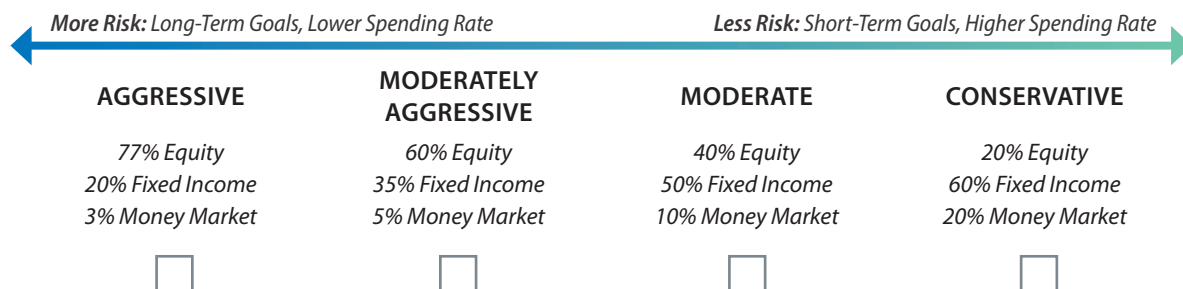 More Risk: Long-Term Goals, Lower Spending Rate
Less Risk: Short-Term Goals, Higher Spending Rate
AGGRESSIVE
77% Equity
20% Fixed Income
3% Money Market
MODERATELY
AGGRESSIVE
60% Equity
35% Fixed Income
5% Money Market
MODERATE
40% Equity
50% Fixed Income
10% Money Market
CONSERVATIVE
20% Equity
60% Fixed Income
20% Money Market